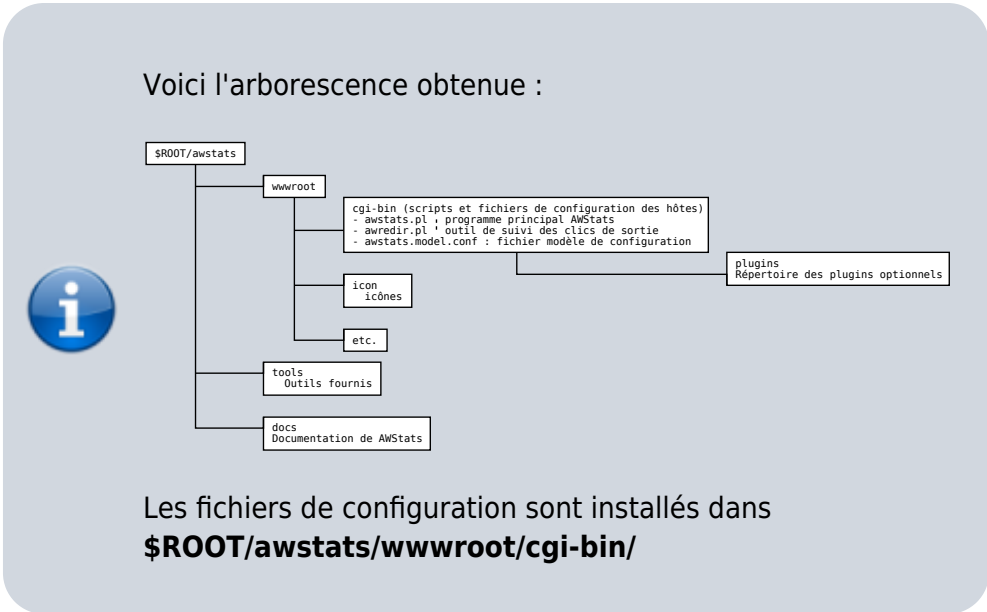 Voici l'arborescence obtenue :
$ROOT/awstats
wwwroot
cgi-bin (scripts et fichiers de configuration des hôtes)
- awstats.pl , programme principal AWStats
- awredir.pl ' outil de suivi des clics de sortie
- awstats.model.conf : fichier modèle de configuration
plugins
Répertoire des plugins optionnels
icon
icônes
etc.
tools
Outils fournis
docs
Documentation de AWStats
Les fichiers de configuration sont installés dans
$ROOT/awstats/wwwroot/cgi-bin/